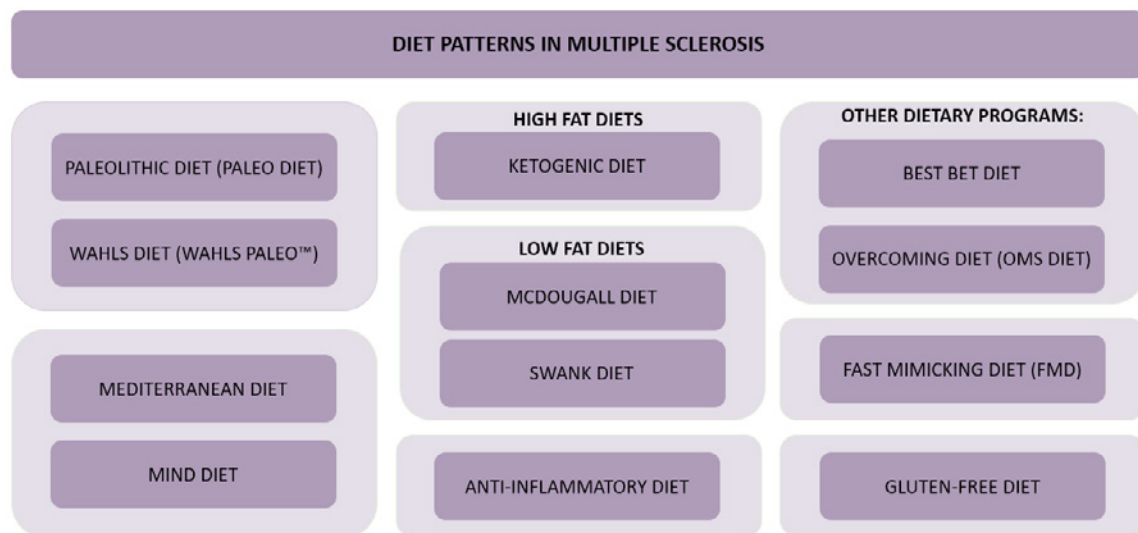 DIET PATTERNS IN MULTIPLE SCLEROSIS
PALEOLITHIC DIET (PALEO DIET)
WAHLS DIET (WAHLS PALEO™)
MEDITERRANEAN DIET
MIND DIET
HIGH FAT DIETS
KETOGENIC DIET
LOW FAT DIETS
MCDOUGALL DIET
SWANK DIET
ANTI-INFLAMMATORY DIET
OTHER DIETARY PROGRAMS:
BEST BET DIET
OVERCOMING DIET (OMS DIET)
FAST MIMICKING DIET (FMD)
GLUTEN-FREE DIET